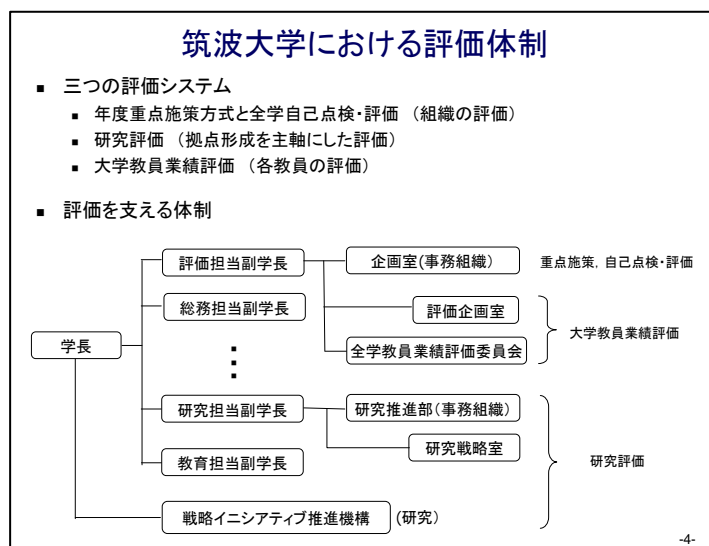 筑波大学における評価体制
■ 三つの評価システム
■ 年度重点施策方式と全学自己点検・評価 (組織の評価)
■ 研究評価 (拠点形成を主軸にした評価)
■ 大学教員業績評価 (各教員の評価)
■ 評価を支える体制
評価担当副学長
企画室(事務組織)
重点施策, 自己点検・評価
総務担当副学長
評価企画室
大学教員業績評価
学長
全学教員業績評価委員会
研究担当副学長
研究推進部(事務組織)
研究戦略室
研究評価
教育担当副学長
戦略イニシアティブ推進機構 (研究)
-4-